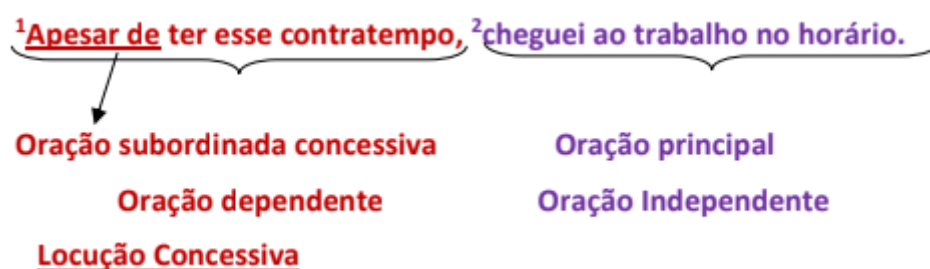 ¹Apesar de ter esse contratempo, ²cheguei ao trabalho no horário.
Oração subordinada concessiva Oração principal
Oração dependente Oração Independente
Locução Concessiva